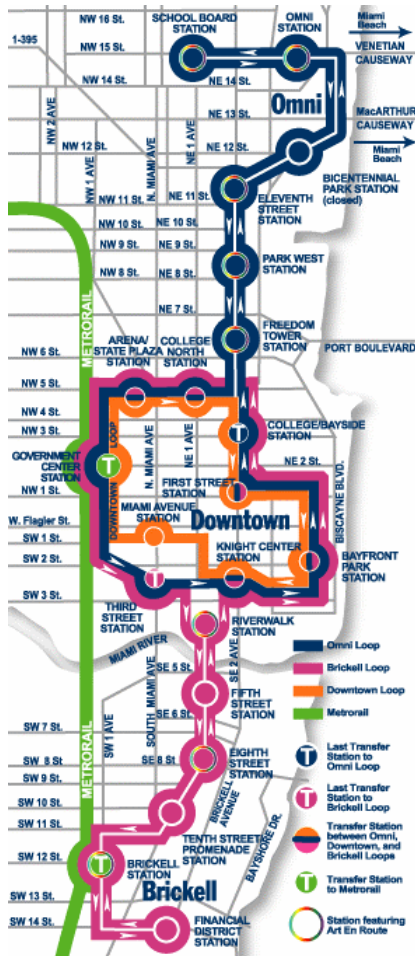 NW 16 St.
SCHOOL BOARD
STATION
OMNI
STATION
Miami
Beach
1-395
NW 15 St.
VENETIAN
CAUSEWAY
NW 14 St.
NE 14 St.
Omni
NW 2 AVE
NW 1 AVE
N. MIAMI AVE
NE 1 AVE
NE 13 St.
MacARTHUR
CAUSEWAY
NW 12 St.
NE 12 St.
Miami
Beach
BICENTENNIAL
PARK STATION
(closed)
NW 11 St.
NE 11 St.
ELEVENTH
STREET
STATION
NW 10 St.
NE 10 St.
NW 9 St.
NE 9 St.
PARK WEST
STATION
NW 8 St.
NE 8 St.
METRORAIL
NE 7 St.
ARENA/
STATE PLAZA
STATION
COLLEGE
NORTH
STATION
FREEDOM
TOWER
STATION
NW 6 St.
PORT BOULEVARD
NW 5 St.
NW 4 St.
NW 3 St.
COLLEGE/BAYSIDE
STATION
DOWNTOWN LOOP
N. MIAMI AVE
NE 1 AVE
GOVERNMENT
CENTER
STATION
T
T
NE 2 St.
NW 1 St.
FIRST STREET
STATION
BISCAYNE BLVD.
MIAMI AVENUE
STATION
Downtown
W. Flagler St.
SW 1 St.
SW 2 St.
KNIGHT CENTER
STATION
BAYFRONT
PARK
STATION
T
SW 3 St.
THIRD
STREET
STATION
RIVERWALK
STATION
MIAMI RIVER
SE 5 St.
SE 2 AVE
FIFTH
STREET
STATION
SOUTH MIAMI AVE
SW 1 AVE
SE 6 St.
SW 7 St.
SW 8 St.
SE 8 St.
EIGHTH
STREET
STATION
METRORAIL
SW 9 St.
SW 10 St.
BRICKELL
AVENUE
SW 11 St.
TENTH STREET/
PROMENADE
STATION
BAYSHORE DR.
SW 12 St.
T
BRICKELL
STATION
Brickell
SW 13 St.
SW 14 St.
FINANCIAL
DISTRICT
STATION
Omni Loop
Brickell Loop
Downtown Loop
Metrorail
T
Last Transfer
Station to
Omni Loop
T
Last Transfer
Station to
Brickell Loop
Transfer Station
between Omni,
Downtown, and
Brickell Loops
T
Transfer Station
to Metrorail
Station featuring
Art En Route